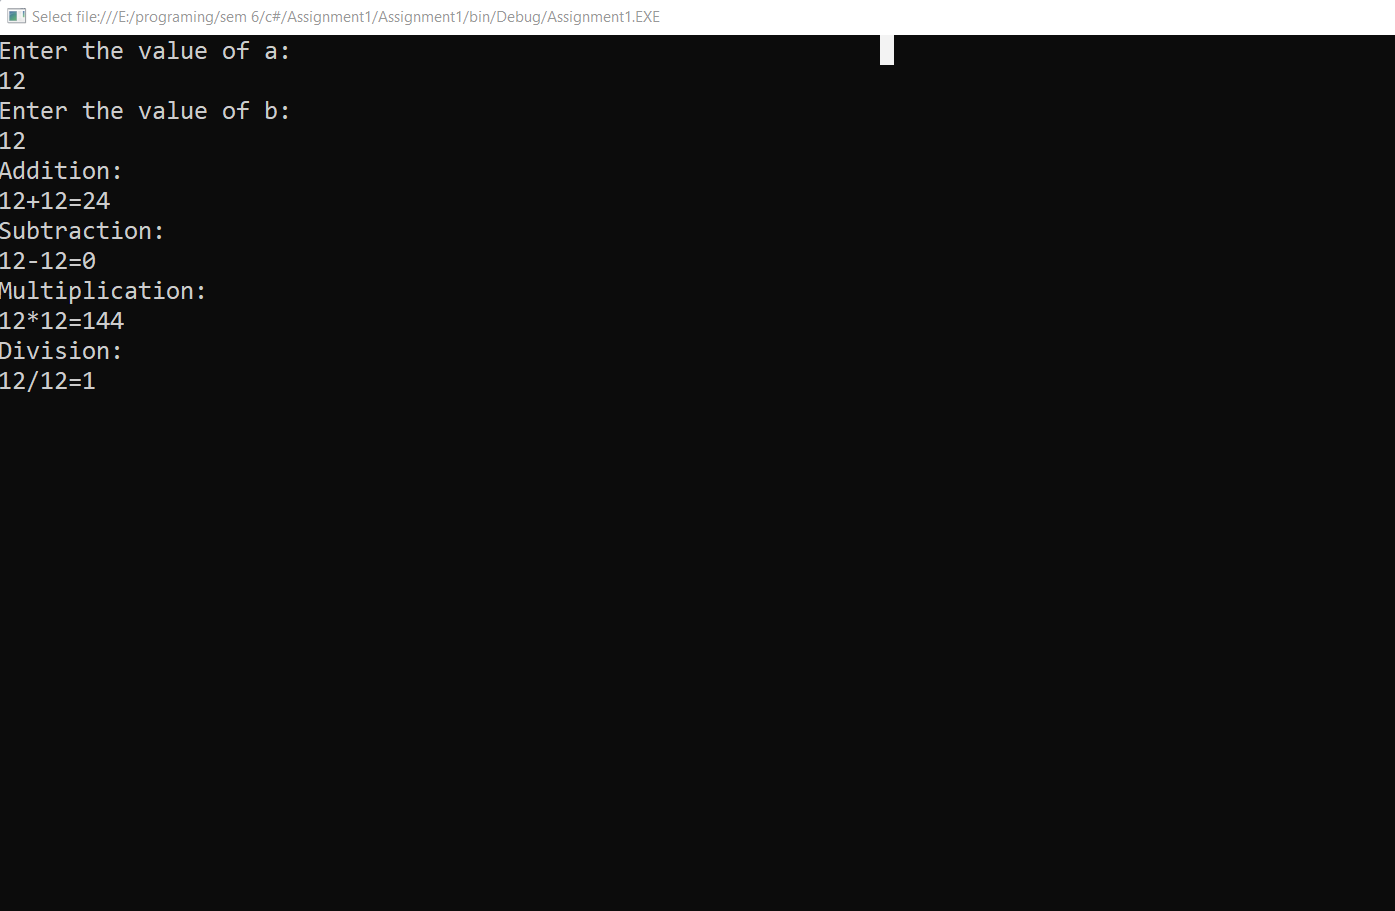 Select file:///E:/programing/sem 6/c#/Assignment1/Assignment1/bin/Debug/Assignment1.EXE
Enter the value of a:
12
Enter the value of b:
12
Addition:
12+12=24
Subtraction:
12-12=0
Multiplication:
12*12=144
Division:
12/12=1